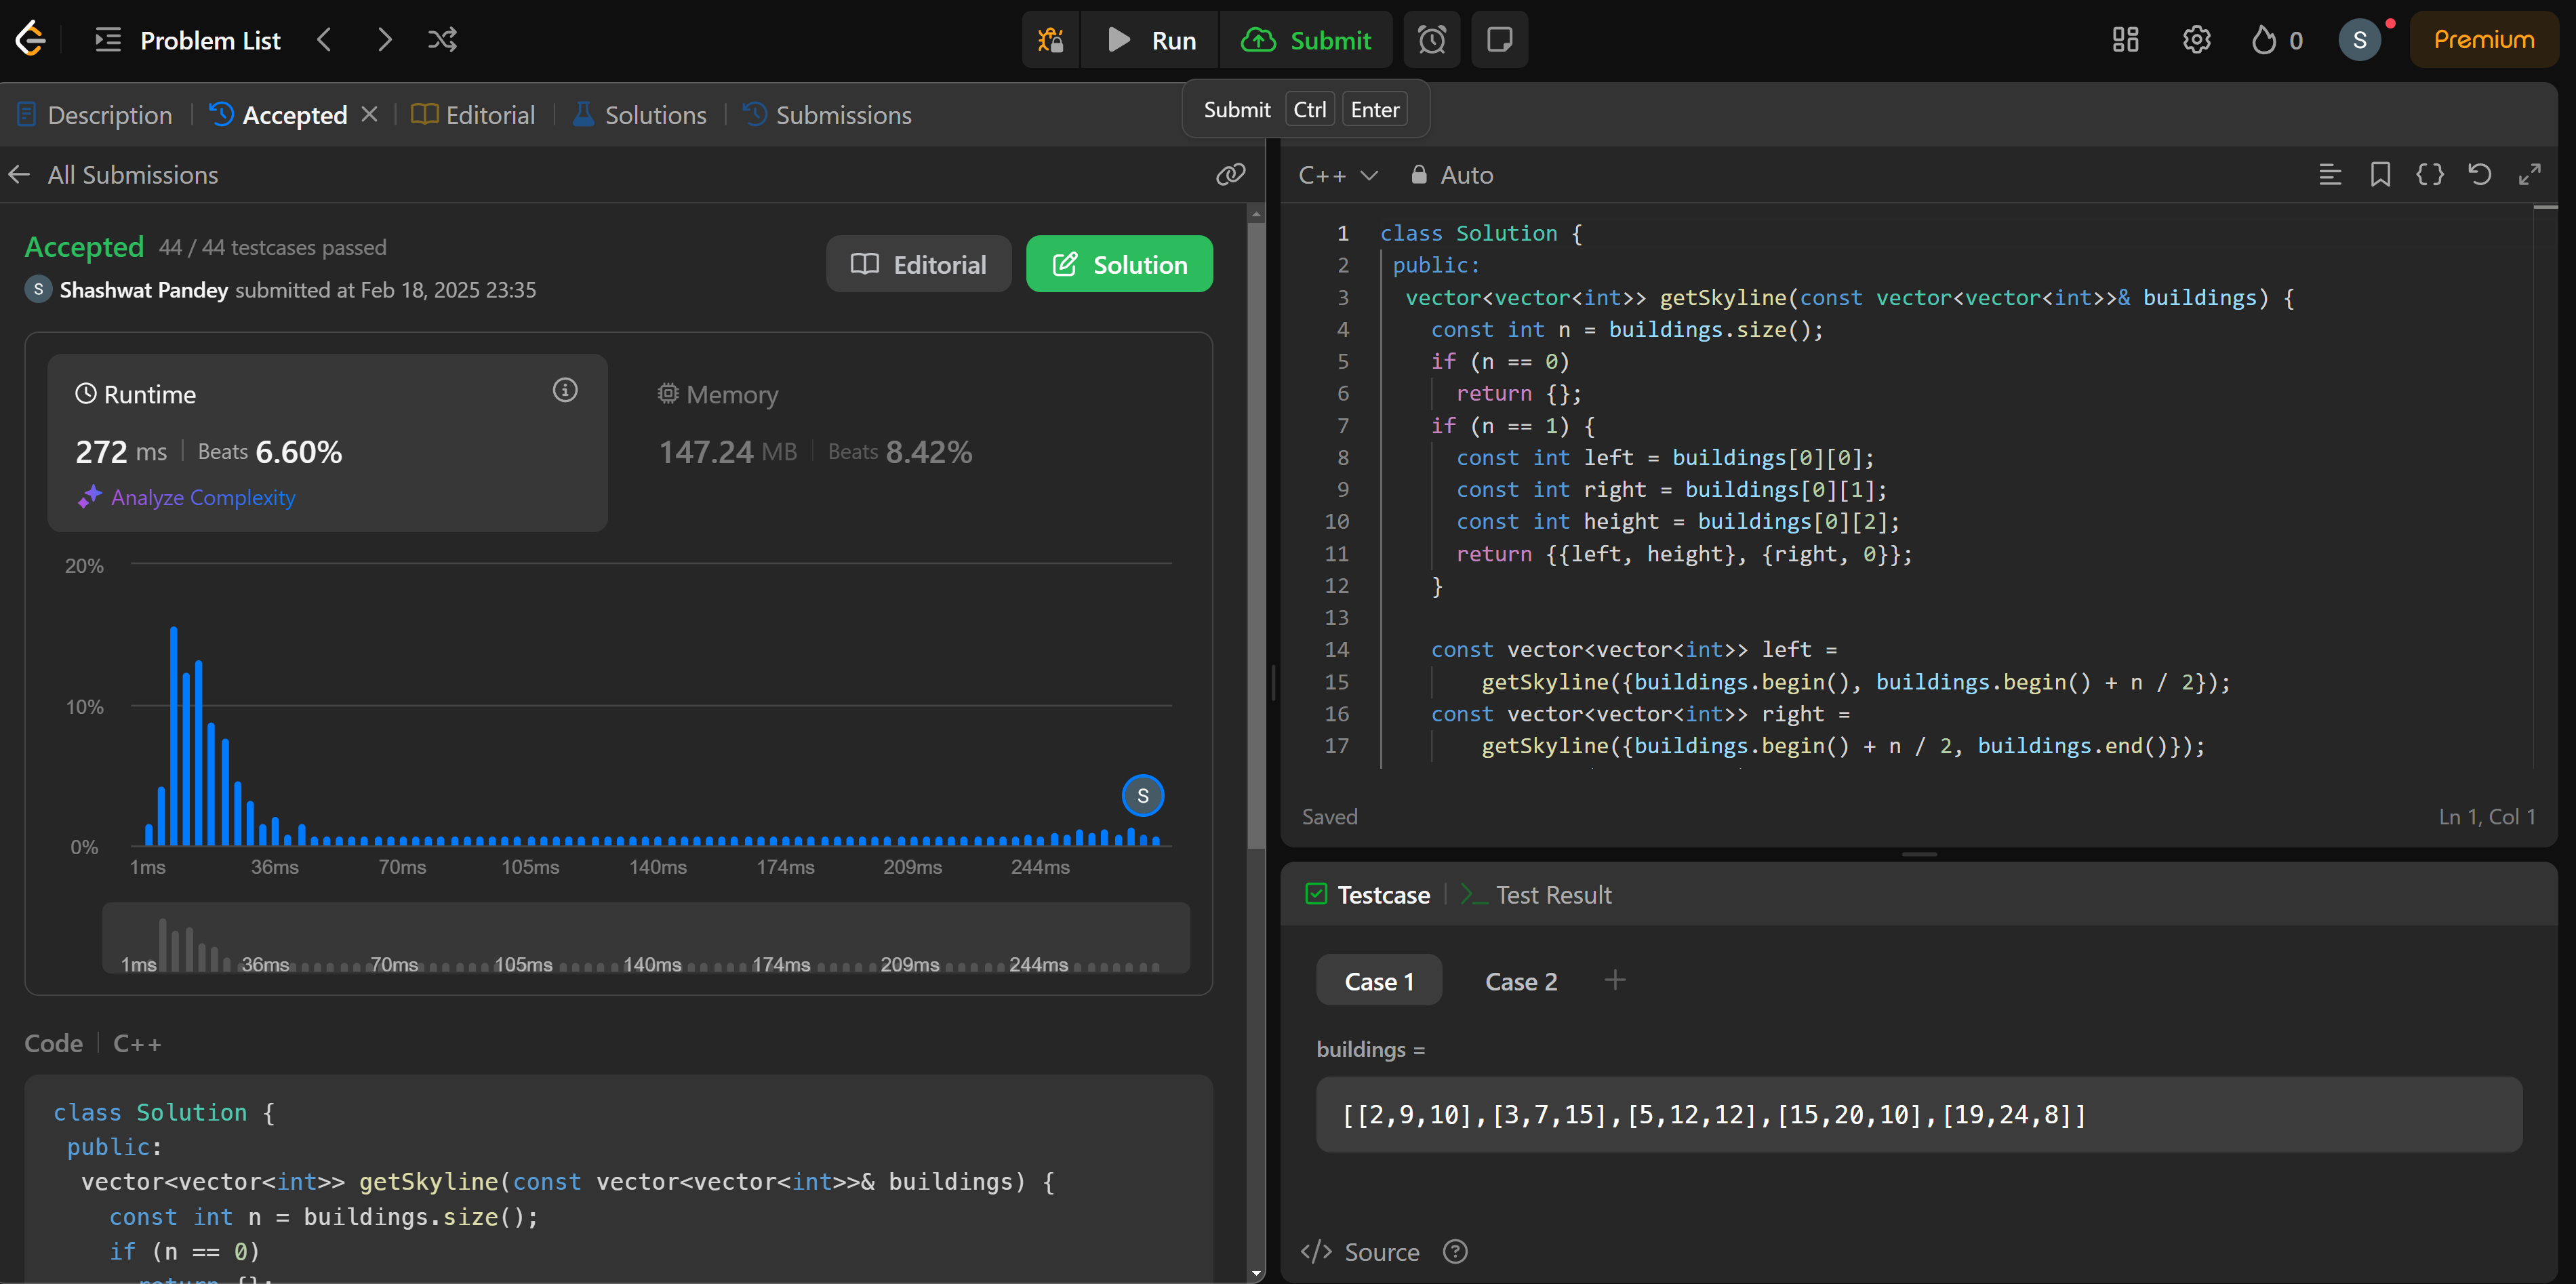 Problem List
Run
Submit
0
S
Premium
Submit Ctrl Enter
Description
Accepted
Editorial
Solutions
Submissions
All Submissions
Accepted 44 / 44 testcases passed
S Shashwat Pandey submitted at Feb 18, 2025 23:35
Editorial
Solution
Runtime
272 ms | Beats 6.60%
Analyze Complexity
Memory
147.24 MB | Beats 8.42%
20%
10%
0%
S
1ms 36ms 70ms 105ms 140ms 174ms 209ms 244ms
1ms 36ms 70ms 105ms 140ms 174ms 209ms 244ms
Code | C++
class Solution {
public:
vector<vector<int>> getSkyline(const vector<vector<int>>& buildings) {
const int n = buildings.size();
if (n == 0)
return {};
C++
Auto
1 class Solution {
2 public:
3 vector<vector<int>> getSkyline(const vector<vector<int>>& buildings) {
4 const int n = buildings.size();
5 if (n == 0)
6 return {};
7 if (n == 1) {
8 const int left = buildings[0][0];
9 const int right = buildings[0][1];
10 const int height = buildings[0][2];
11 return {{left, height}, {right, 0}};
12 }
13
14 const vector<vector<int>> left =
15 getSkyline({buildings.begin(), buildings.begin() + n / 2});
16 const vector<vector<int>> right =
17 getSkyline({buildings.begin() + n / 2, buildings.end()});
Saved
Ln 1, Col 1
Testcase
Test Result
Case 1
Case 2
buildings =
[[2,9,10],[3,7,15],[5,12,12],[15,20,10],[19,24,8]]
</> Source